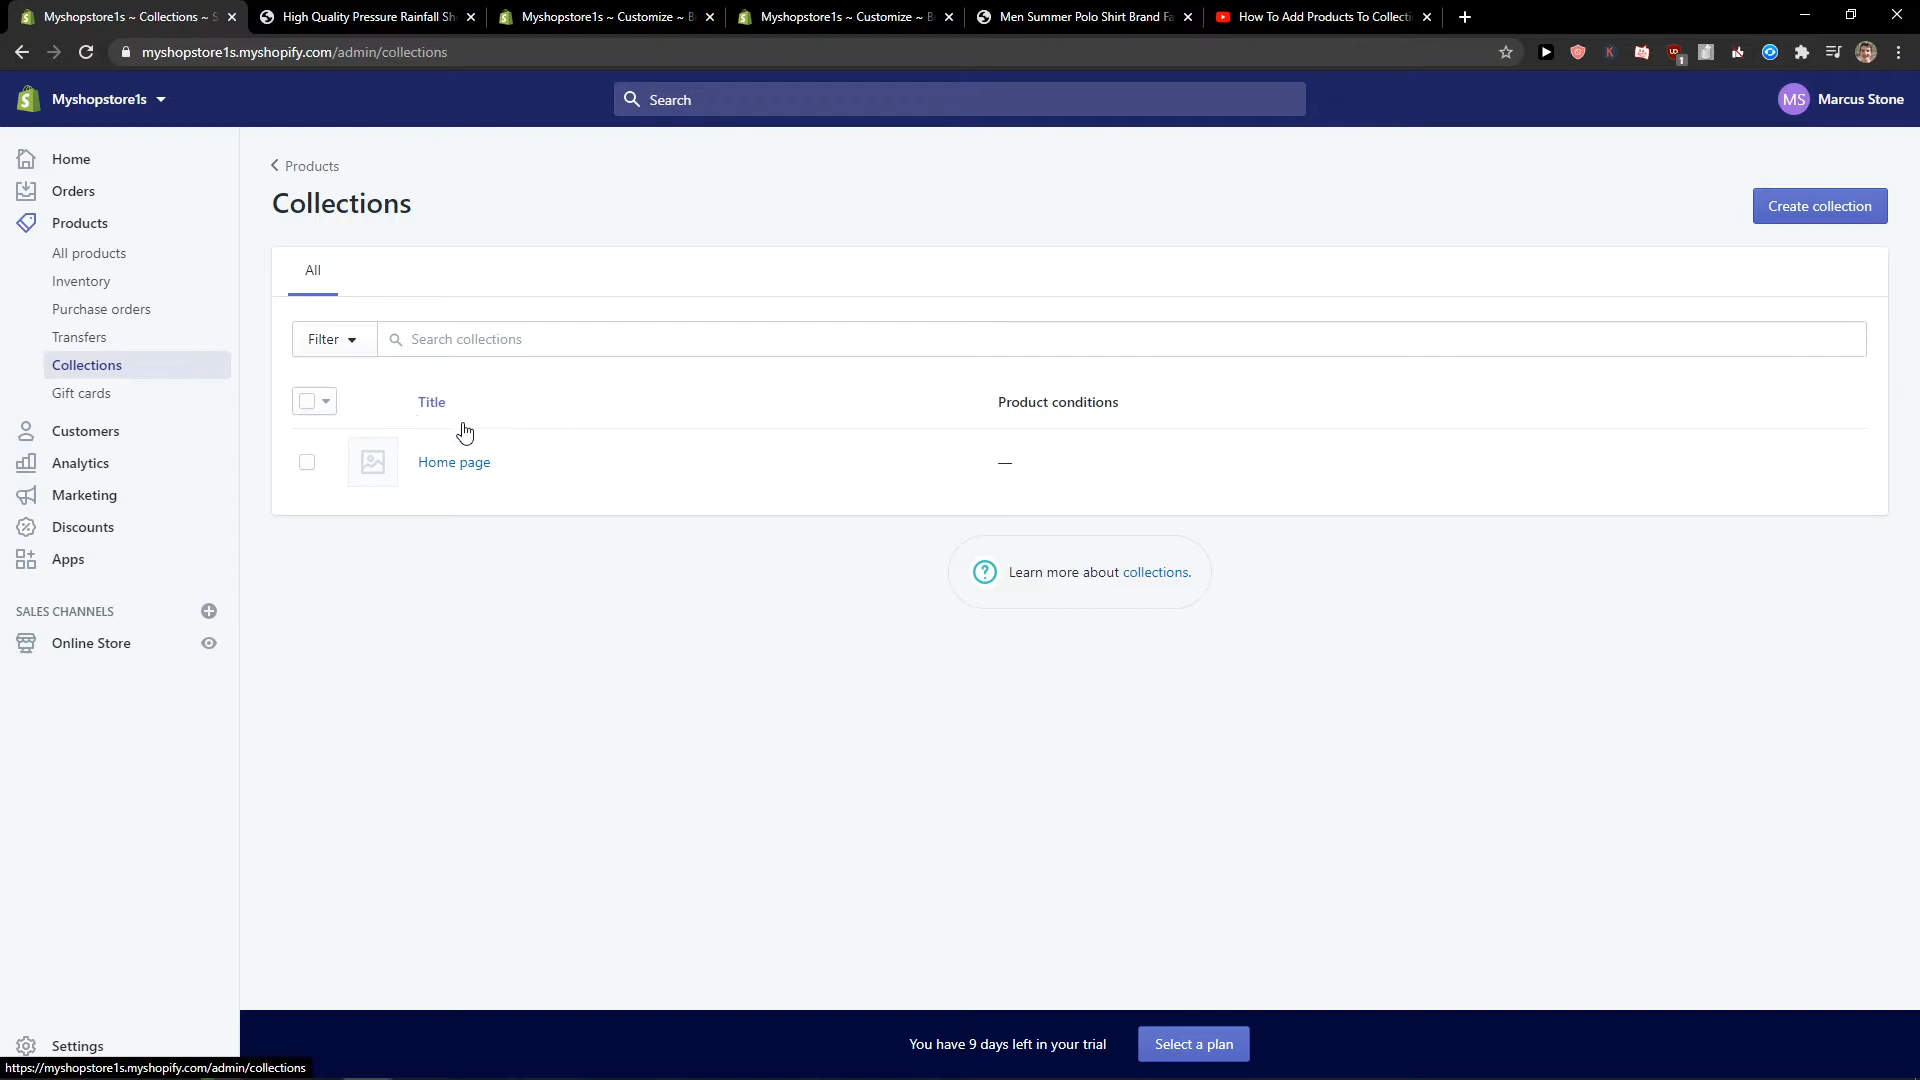 Myshopstore1s ~ Collections ~ S
High Quality Pressure Rainfall Sh
Myshopstore1s ~ Customize ~ B
Myshopstore1s ~ Customize ~ B
Men Summer Polo Shirt Brand Fa
How To Add Products To Collecti
myshopstore1s.myshopify.com/admin/collections
K
UD
1
Myshopstore1s
Search
MS
Marcus Stone
Home
Orders
Products
All products
Inventory
Purchase orders
Transfers
Collections
Gift cards
Customers
Analytics
Marketing
Discounts
Apps
SALES CHANNELS
Online Store
Settings
Products
Collections
Create collection
All
Filter
Search collections
Title
Product conditions
Home page
—
Learn more about collections.
You have 9 days left in your trial
Select a plan
https://myshopstore1s.myshopify.com/admin/collections